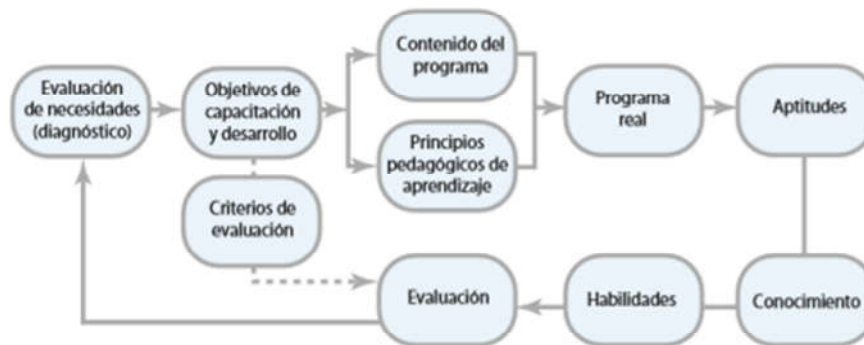 Evaluación
de necesidades
(diagnóstico)
Objetivos de
capacitación
y desarrollo
Contenido del
programa
Principios
pedagógicos de
aprendizaje
Programa
real
Aptitudes
Criterios de
evaluación
Evaluación
Habilidades
Conocimiento